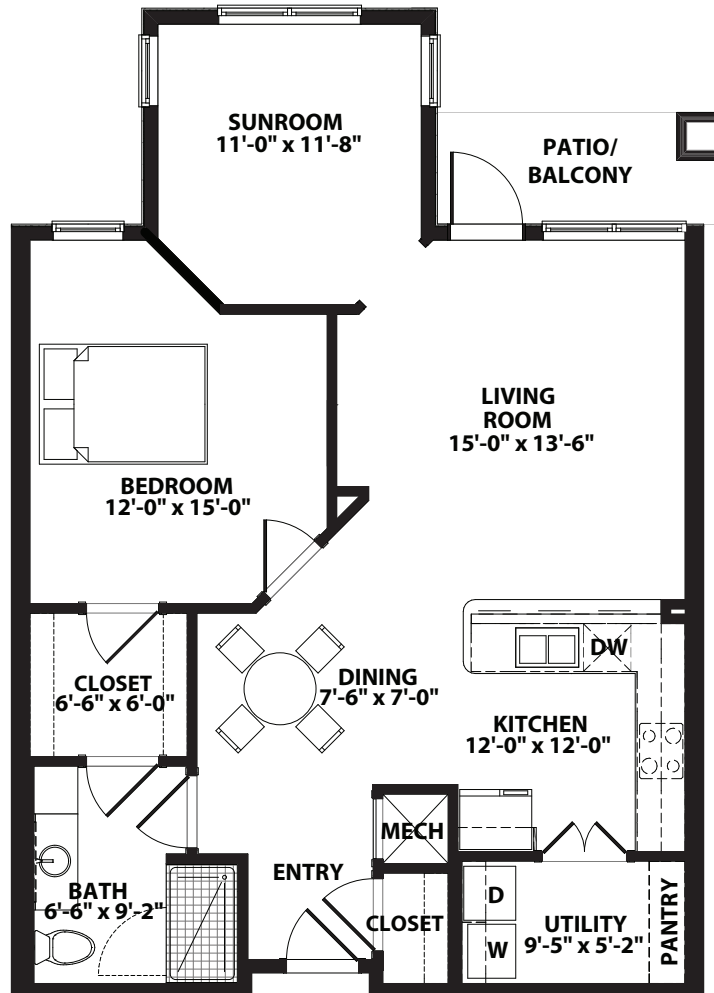 SUNROOM
11'-0" x 11'-8"
PATIO/
BALCONY
LIVING
ROOM
15'-0" x 13'-6"
BEDROOM
12'-0" x 15'-0"
DW
CLOSET
6'-6" x 6'-0"
DINING
7'-6" x 7'-0"
KITCHEN
12'-0" x 12'-0"
MECH
ENTRY
BATH
6'-6" x 9'-2"
CLOSET
D
W
UTILITY
9'-5" x 5'-2"
PANTRY